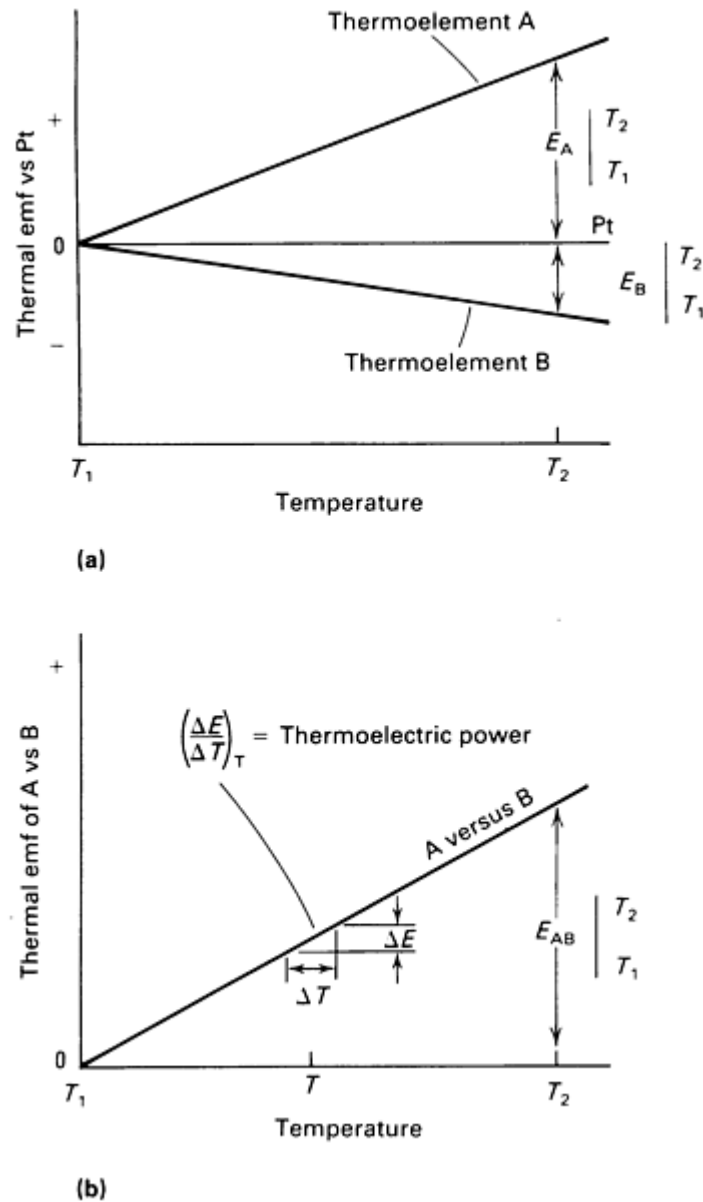 Thermoelement A
Thermal emf vs Pt
+
0
−
E_A | T_2
T_1
Pt
E_B | T_2
T_1
Thermoelement B
T_1
T_2
Temperature
(a)
Thermal emf of A vs B
+
(ΔE/ΔT)_T = Thermoelectric power
A versus B
ΔE
ΔT
E_AB | T_2
T_1
0
T_1
T
T_2
Temperature
(b)